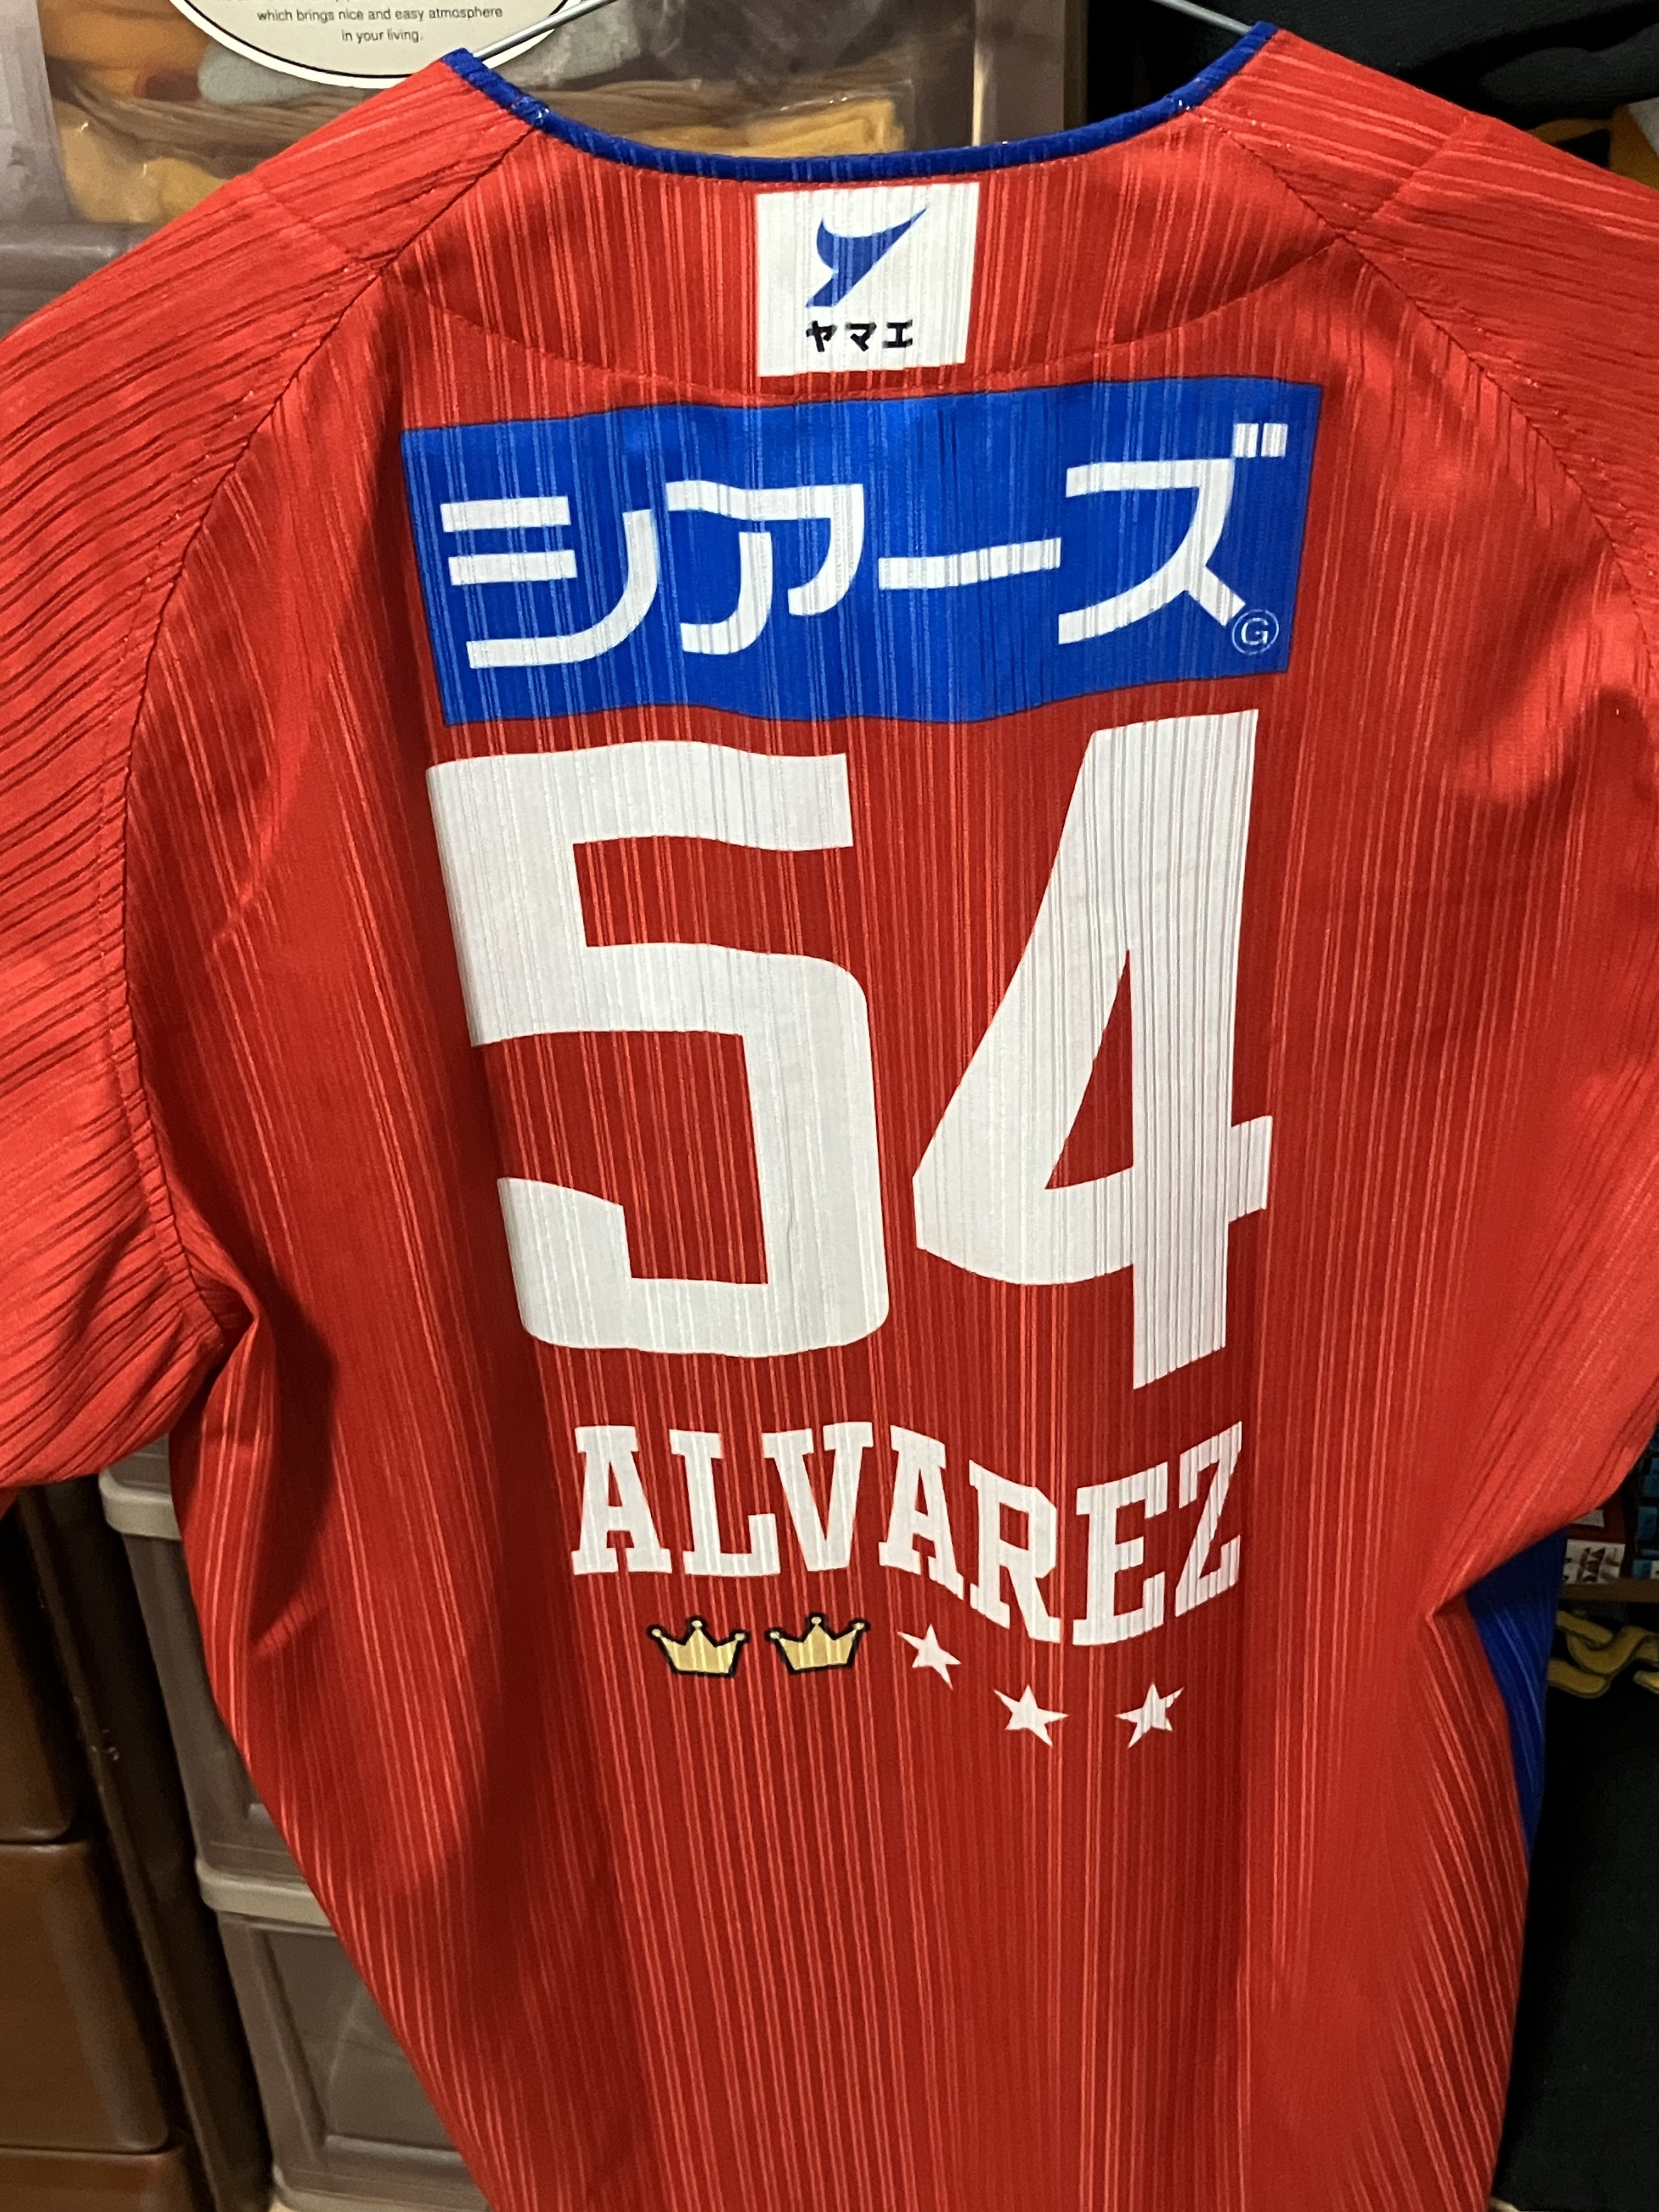 which brings nice and easy atmosphere
in your living.
ヤマエ
シアーズ
G
54
ALVAREZ